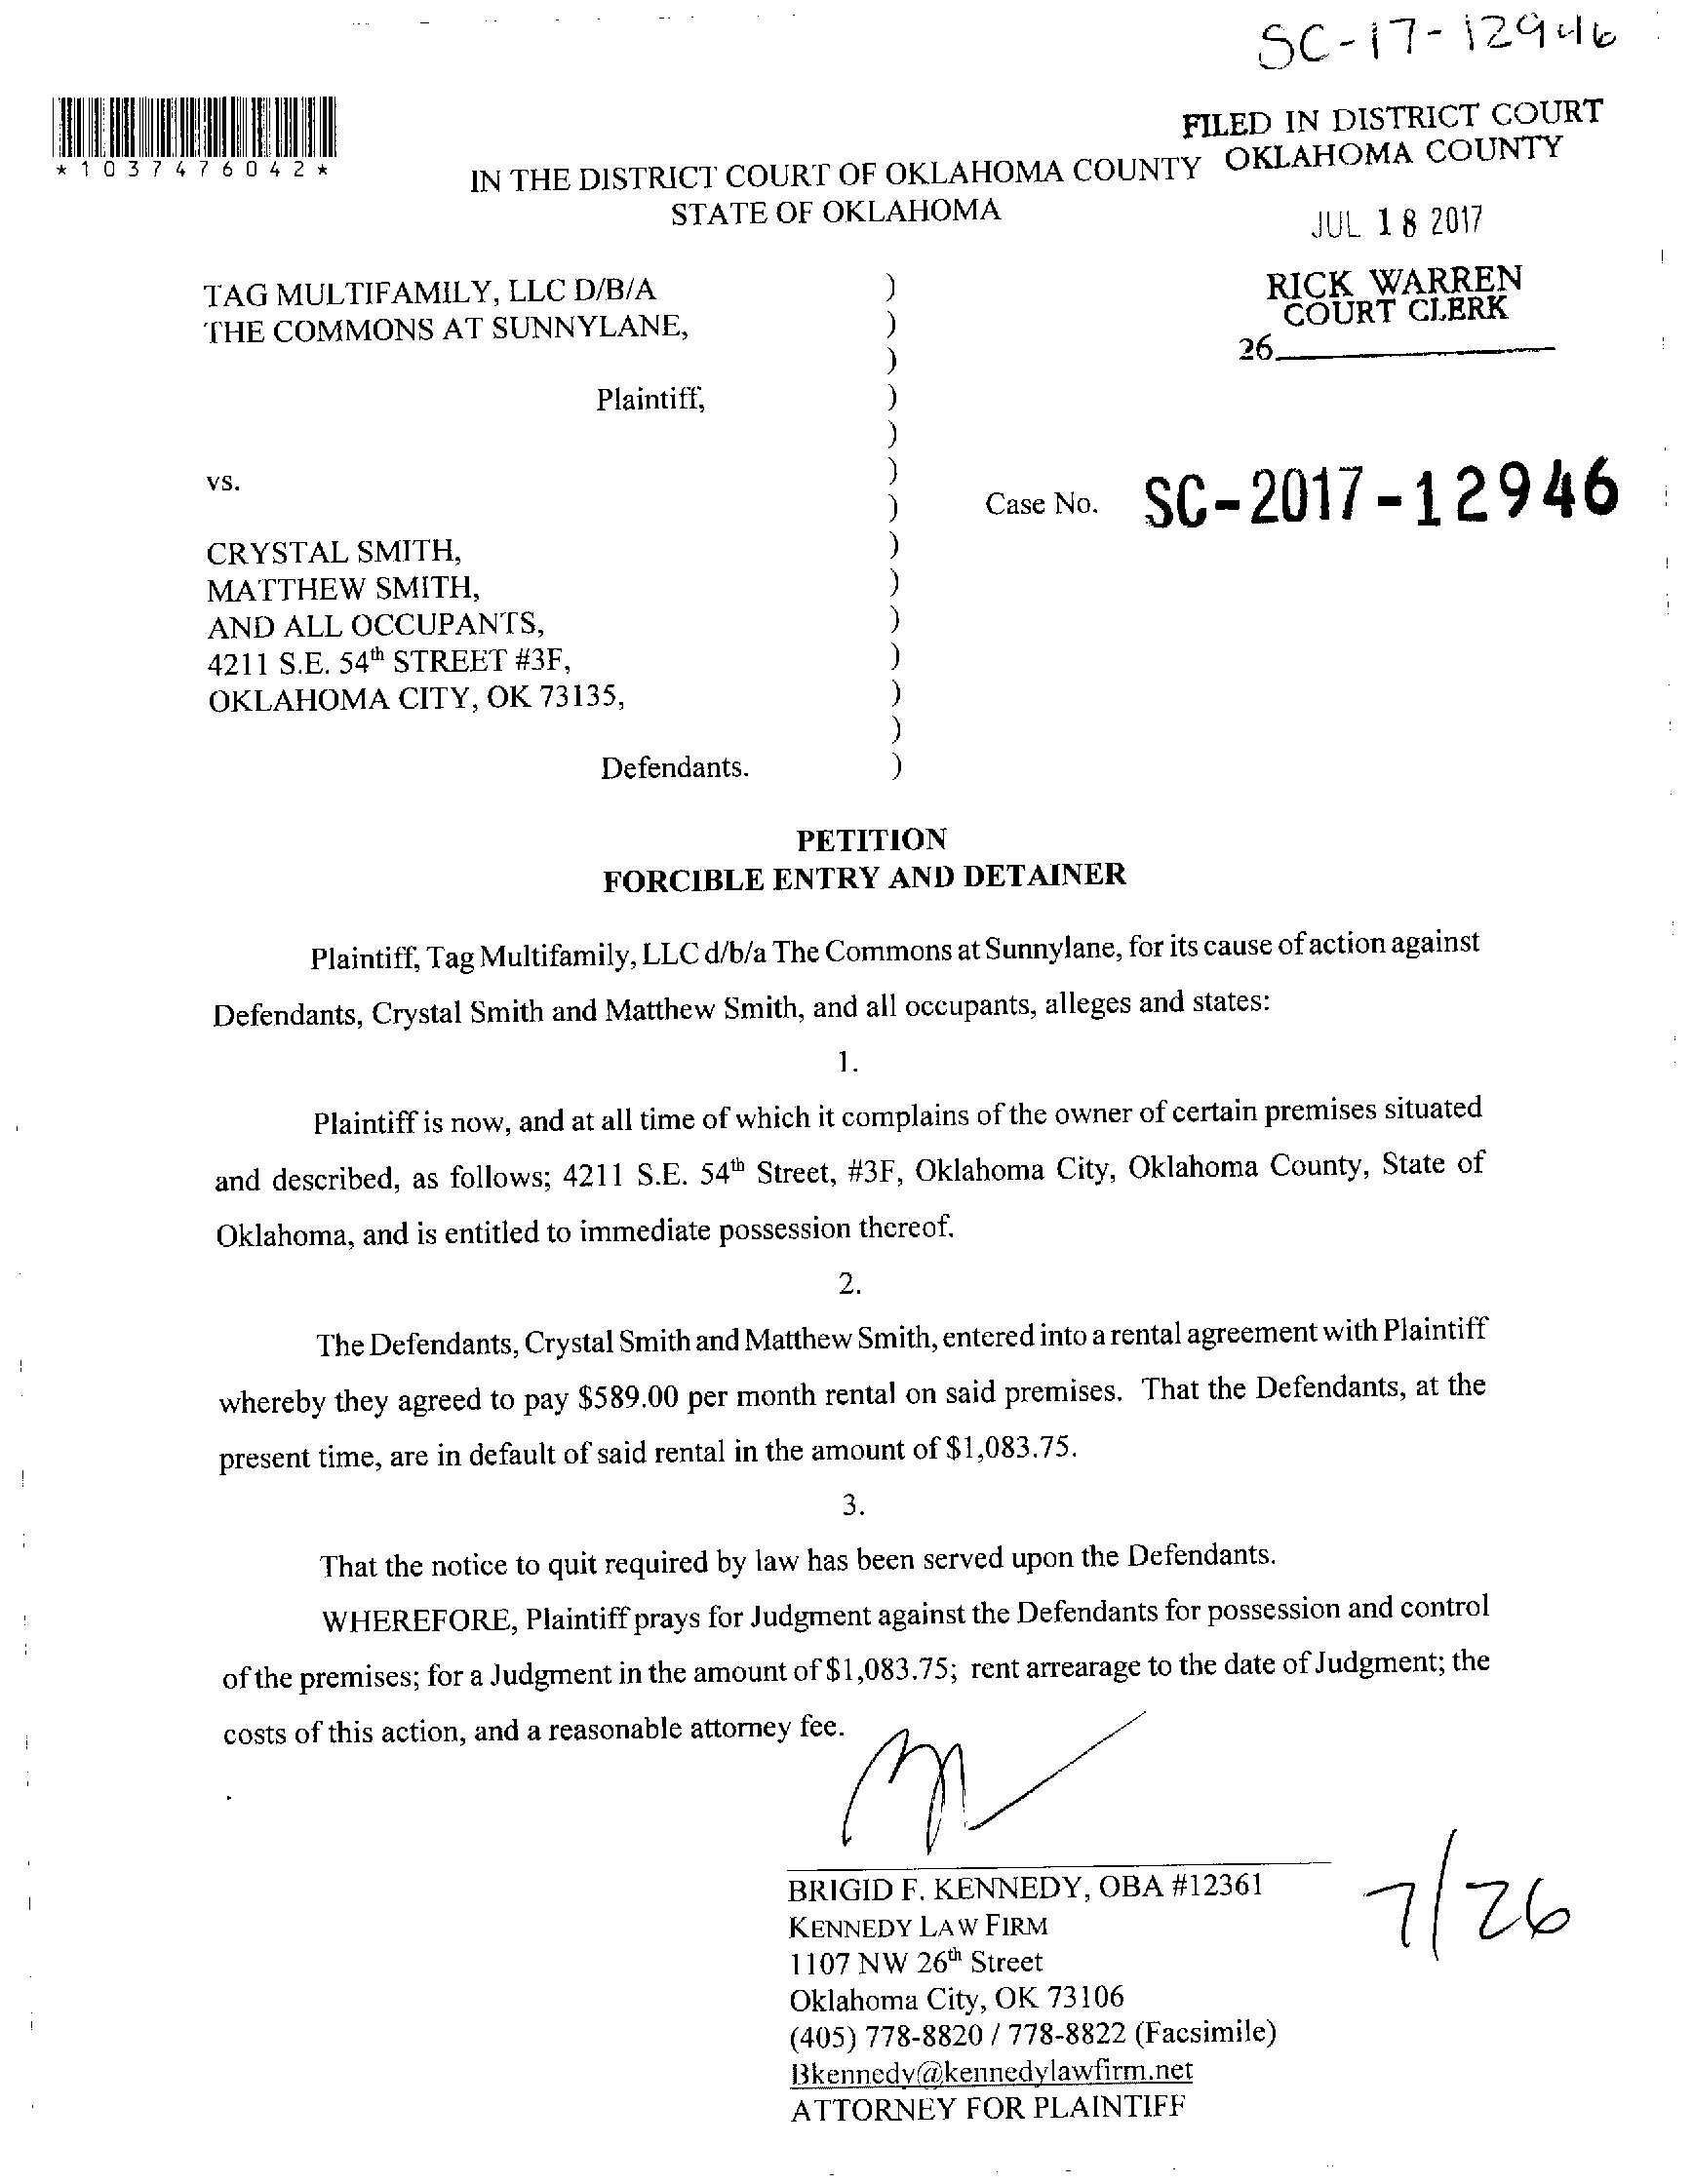 SC-17-12946
*1037476042*
FILED IN DISTRICT COURT
OKLAHOMA COUNTY
IN THE DISTRICT COURT OF OKLAHOMA COUNTY
STATE OF OKLAHOMA
JUL 18 2017
RICK WARREN
COURT CLERK
26
TAG MULTIFAMILY, LLC D/B/A )
THE COMMONS AT SUNNYLANE, )
)
Plaintiff, )
)
vs. )
) Case No. SC-2017-12946
CRYSTAL SMITH, )
MATTHEW SMITH, )
AND ALL OCCUPANTS, )
4211 S.E. 54th STREET #3F, )
OKLAHOMA CITY, OK 73135, )
)
Defendants. )
PETITION
FORCIBLE ENTRY AND DETAINER
Plaintiff, Tag Multifamily, LLC d/b/a The Commons at Sunnylane, for its cause of action against
Defendants, Crystal Smith and Matthew Smith, and all occupants, alleges and states:
1.
Plaintiff is now, and at all time of which it complains of the owner of certain premises situated
and described, as follows; 4211 S.E. 54th Street, #3F, Oklahoma City, Oklahoma County, State of
Oklahoma, and is entitled to immediate possession thereof.
2.
The Defendants, Crystal Smith and Matthew Smith, entered into a rental agreement with Plaintiff
whereby they agreed to pay $589.00 per month rental on said premises. That the Defendants, at the
present time, are in default of said rental in the amount of $1,083.75.
3.
That the notice to quit required by law has been served upon the Defendants.
WHEREFORE, Plaintiff prays for Judgment against the Defendants for possession and control
of the premises; for a Judgment in the amount of $1,083.75; rent arrearage to the date of Judgment; the
costs of this action, and a reasonable attorney fee.
BRIGID F. KENNEDY, OBA #12361
KENNEDY LAW FIRM
1107 NW 26th Street
Oklahoma City, OK 73106
(405) 778-8820 / 778-8822 (Facsimile)
Bkennedy@kennedylawfirm.net
ATTORNEY FOR PLAINTIFF
7/26